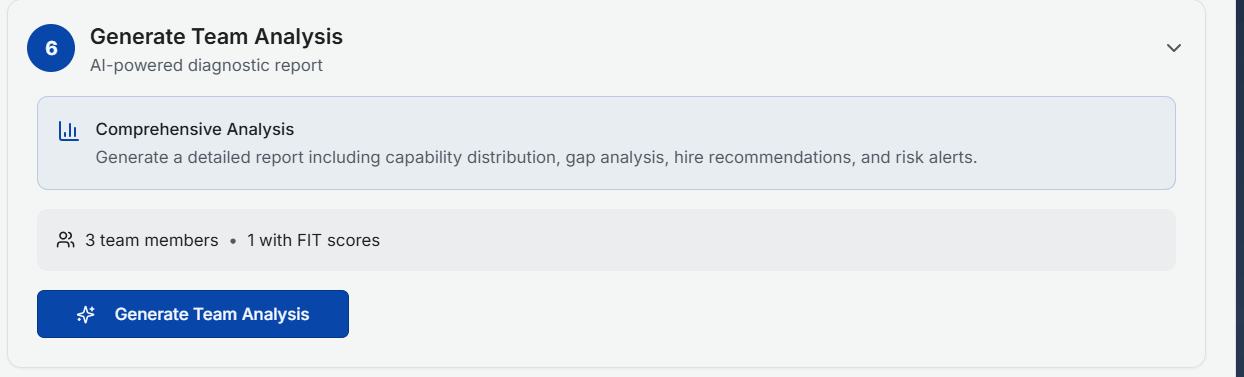 6
Generate Team Analysis
AI-powered diagnostic report
Comprehensive Analysis
Generate a detailed report including capability distribution, gap analysis, hire recommendations, and risk alerts.
3 team members • 1 with FIT scores
Generate Team Analysis